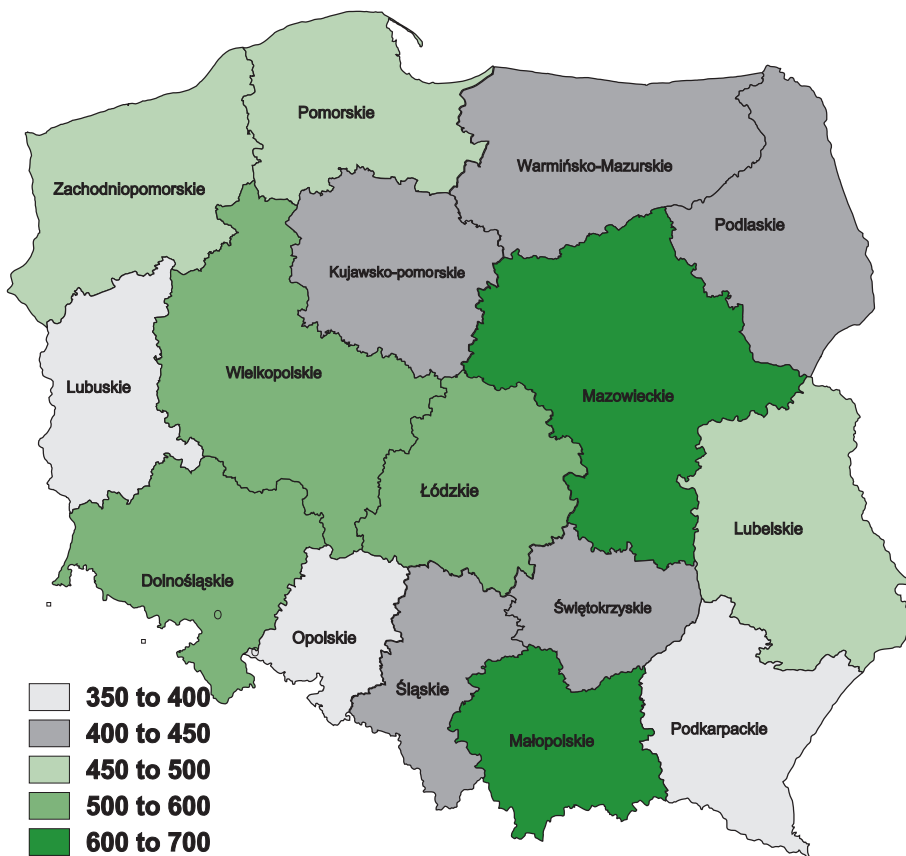 Pomorskie
Warmińsko-Mazurskie
Zachodniopomorskie
Podlaskie
Kujawsko-pomorskie
Wielkopolskie
Lubuskie
Mazowieckie
Łódzkie
Lubelskie
Dolnośląskie
Świętokrzyskie
Opolskie
Śląskie
Podkarpackie
Małopolskie
350 to 400
400 to 450
450 to 500
500 to 600
600 to 700